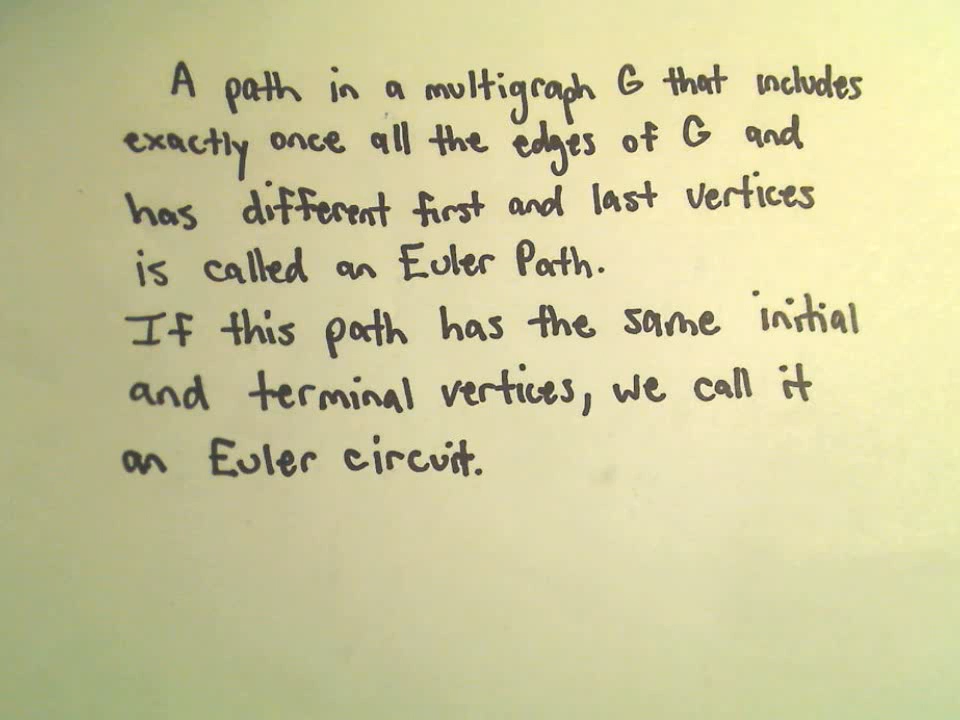 A path in a multigraph G that includes
exactly once all the edges of G and
has different first and last vertices
is called an Euler Path.
If this path has the same initial
and terminal vertices, we call it
an Euler circuit.